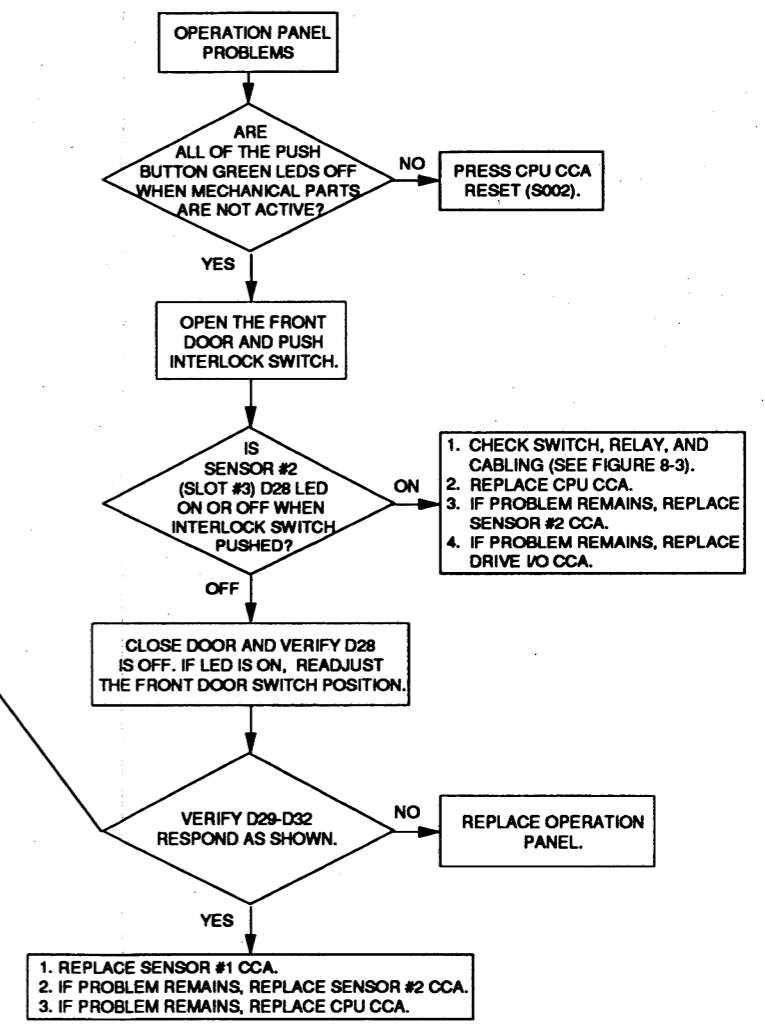 OPERATION PANEL
PROBLEMS
ARE
ALL OF THE PUSH
BUTTON GREEN LEDS OFF
WHEN MECHANICAL PARTS
ARE NOT ACTIVE?
NO
PRESS CPU CCA
RESET (S002).
YES
OPEN THE FRONT
DOOR AND PUSH
INTERLOCK SWITCH.
IS
SENSOR #2
(SLOT #3) D28 LED
ON OR OFF WHEN
INTERLOCK SWITCH
PUSHED?
ON
1. CHECK SWITCH, RELAY, AND
CABLING (SEE FIGURE 8-3).
2. REPLACE CPU CCA.
3. IF PROBLEM REMAINS, REPLACE
SENSOR #2 CCA.
4. IF PROBLEM REMAINS, REPLACE
DRIVE I/O CCA.
OFF
CLOSE DOOR AND VERIFY D28
IS OFF. IF LED IS ON, READJUST
THE FRONT DOOR SWITCH POSITION.
VERIFY D29-D32
RESPOND AS SHOWN.
NO
REPLACE OPERATION
PANEL.
YES
1. REPLACE SENSOR #1 CCA.
2. IF PROBLEM REMAINS, REPLACE SENSOR #2 CCA.
3. IF PROBLEM REMAINS, REPLACE CPU CCA.